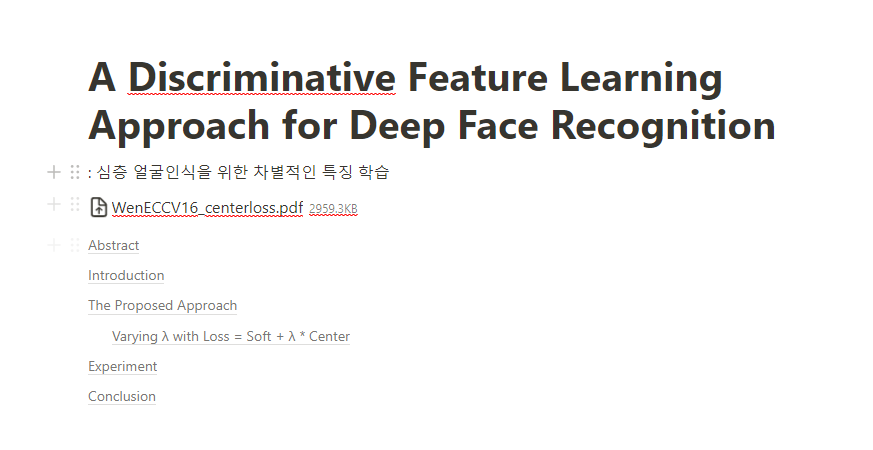 A Discriminative Feature Learning
Approach for Deep Face Recognition
: 심층 얼굴인식을 위한 차별적인 특징 학습
WenECCV16_centerloss.pdf 2959.3KB
Abstract
Introduction
The Proposed Approach
Varying λ with Loss = Soft + λ * Center
Experiment
Conclusion